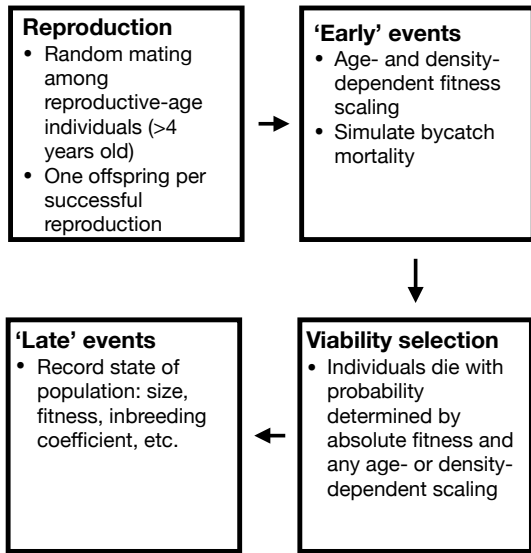 Reproduction
• Random mating
among
reproductive-age
individuals (>4
years old)
• One offspring per
successful
reproduction
‘Early’ events
• Age- and density-
dependent fitness
scaling
• Simulate bycatch
mortality
Viability selection
• Individuals die with
probability
determined by
absolute fitness and
any age- or density-
dependent scaling
‘Late’ events
• Record state of
population: size,
fitness, inbreeding
coefficient, etc.